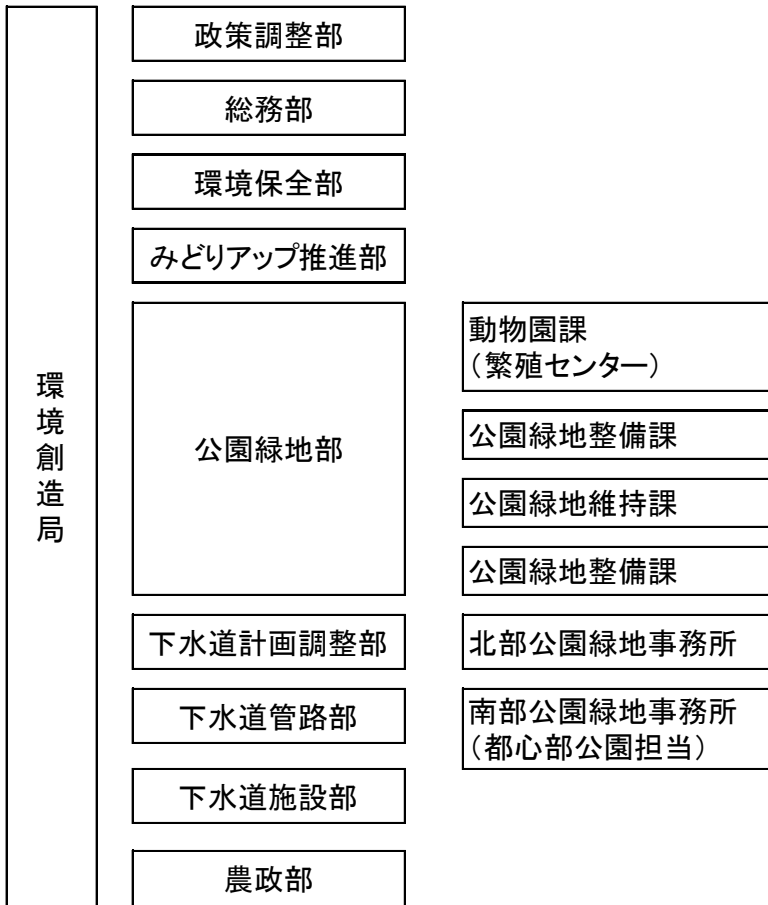 環境創造局
政策調整部
総務部
環境保全部
みどりアップ推進部
公園緑地部
下水道計画調整部
下水道管路部
下水道施設部
農政部
動物園課
（繁殖センター）
公園緑地整備課
公園緑地維持課
公園緑地整備課
北部公園緑地事務所
南部公園緑地事務所
（都心部公園担当）